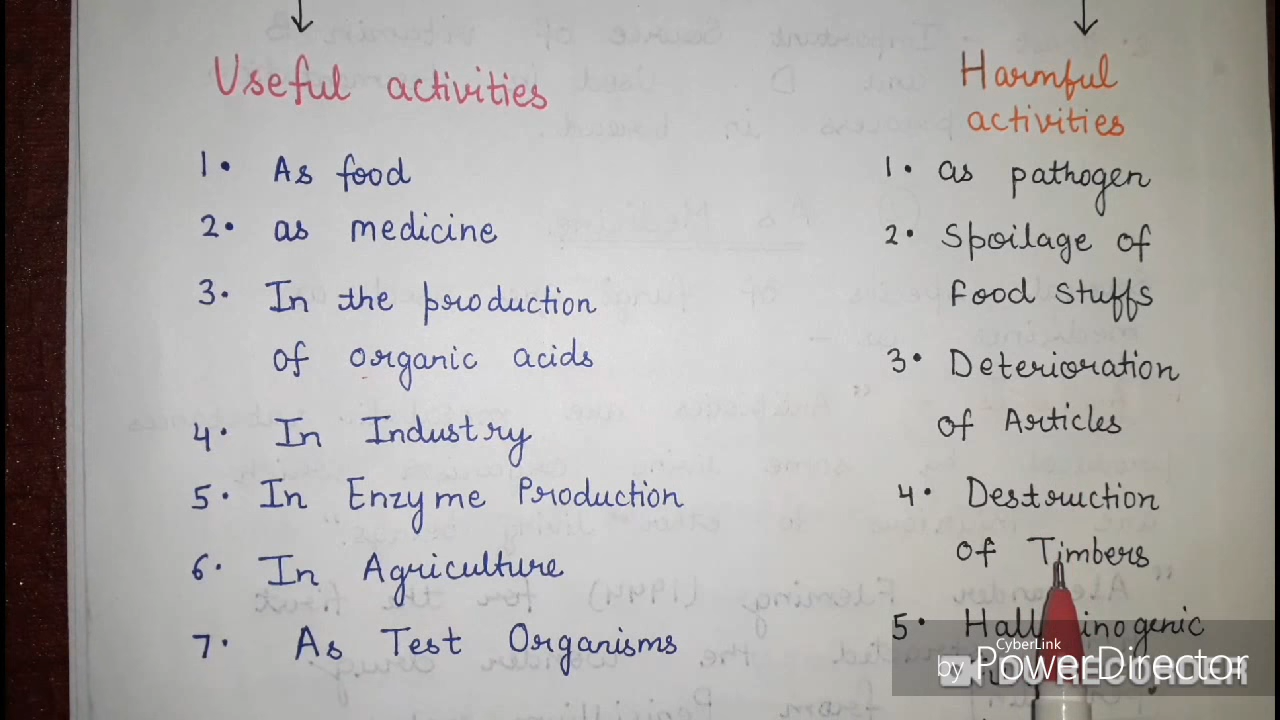 Useful activities
1. As food
2. as medicine
3. In the production
of organic acids
4. In Industry
5. In Enzyme Production
6. In Agriculture
7. As Test Organisms
Harmful
activities
1. as pathogen
2. Spoilage of
food stuffs
3. Deterioration
of Articles
4. Destruction
of Timbers
5.
CyberLink
by PowerDirector
RECORDER